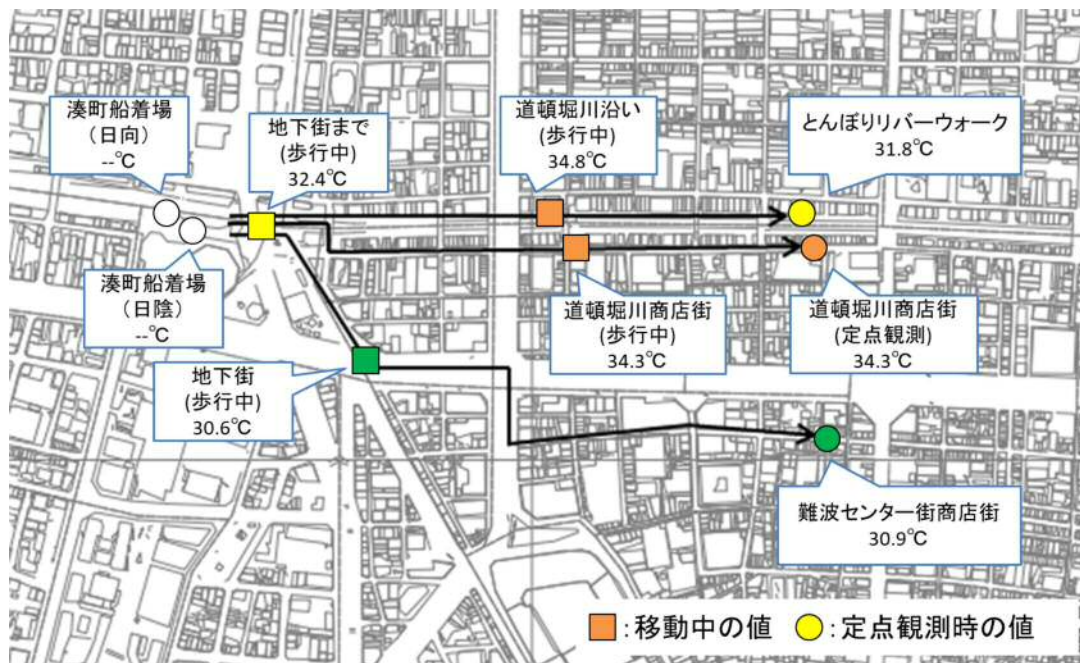 湊町船着場
(日向)
--℃
地下街まで
(歩行中)
32.4℃
道頓堀川沿い
(歩行中)
34.8℃
とんぼりリバーウォーク
31.8℃
湊町船着場
(日陰)
--℃
道頓堀川商店街
(歩行中)
34.3℃
道頓堀川商店街
(定点観測)
34.3℃
地下街
(歩行中)
30.6℃
難波センター街商店街
30.9℃
:移動中の値
:定点観測時の値